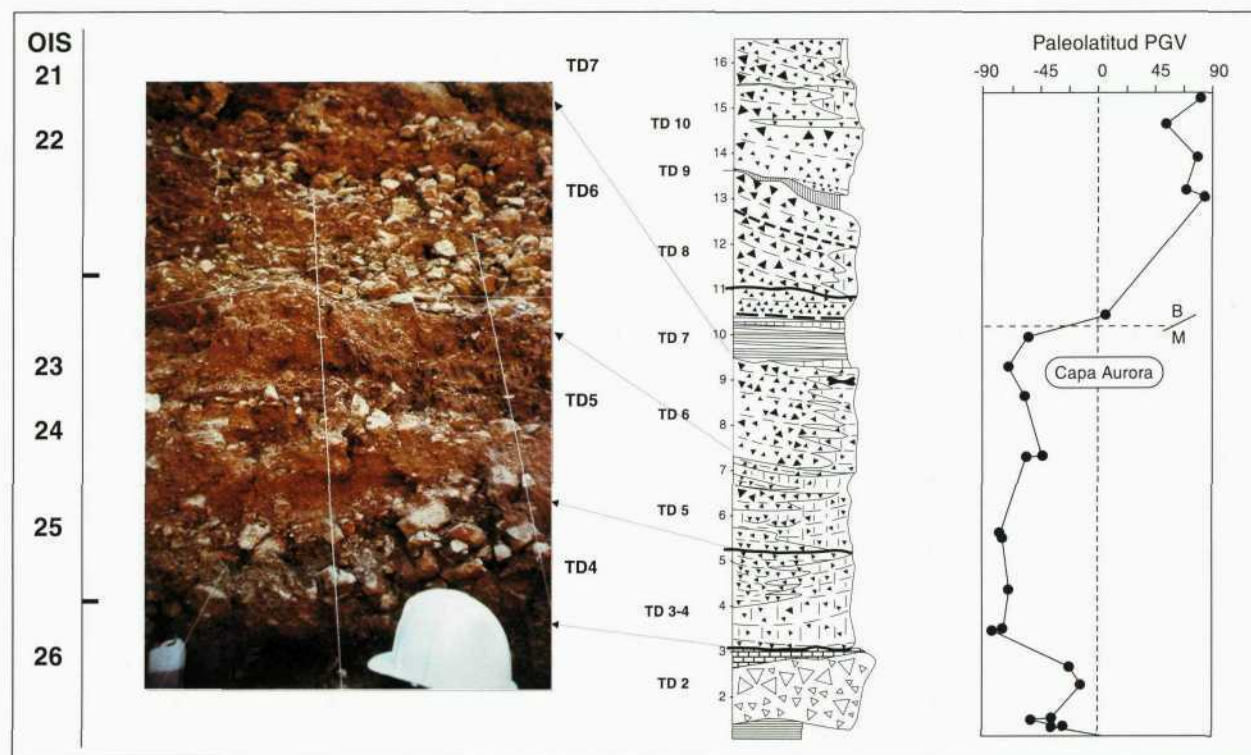 OIS
21
22
23
24
25
26
TD7
TD6
TD5
TD4
16
15
14
13
12
11
10
9
8
7
6
5
4
3
2
TD 10
TD 9
TD 8
TD 7
TD 6
TD 5
TD 3-4
TD 2
Paleolatitud PGV
-90 -45 0 45 90
B
M
Capa Aurora